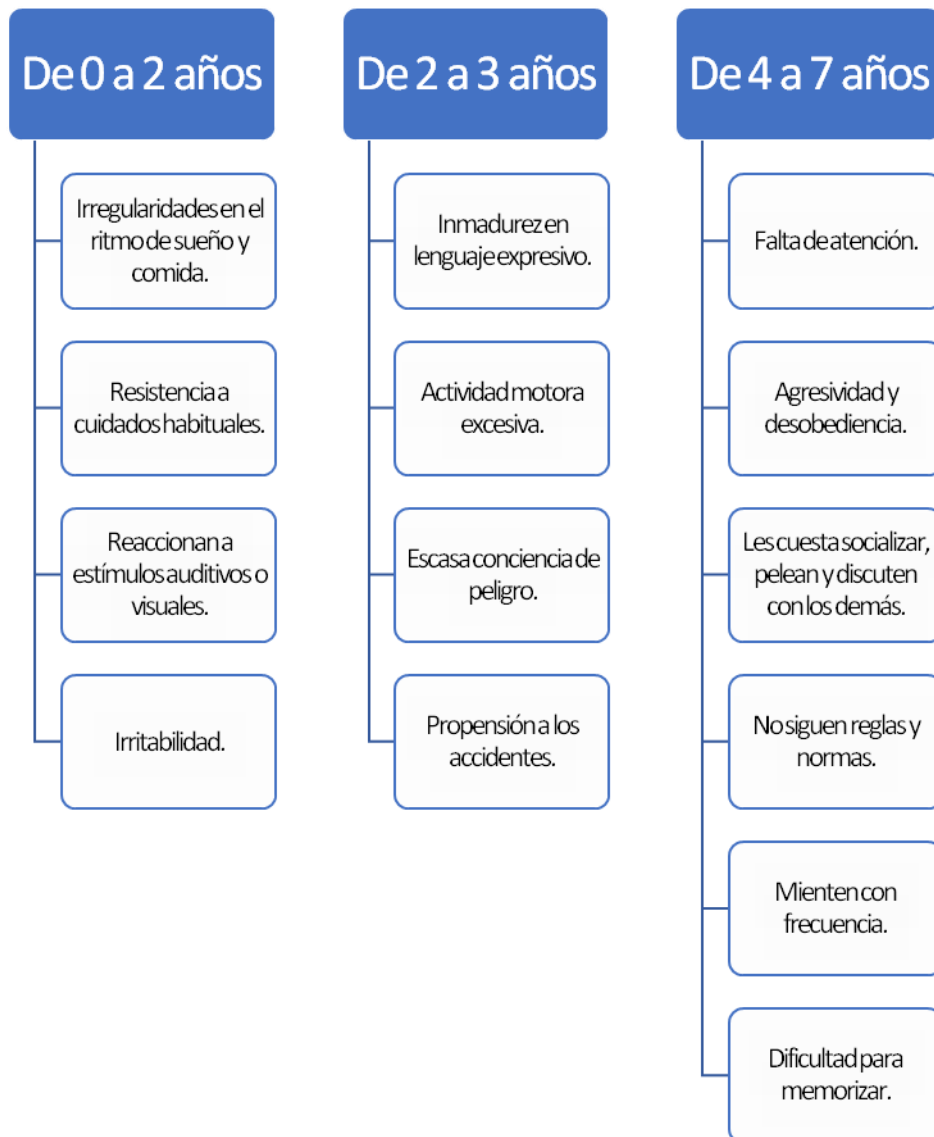 De 0 a 2 años
Irregularidades en el
ritmo de sueño y
comida.
Resistencia a
cuidados habituales.
Reaccionan a
estímulos auditivos o
visuales.
Irritabilidad.
De 2 a 3 años
Inmadurez en
lenguaje expresivo.
Actividad motora
excesiva.
Escasa conciencia de
peligro.
Propensión a los
accidentes.
De 4 a 7 años
Falta de atención.
Agresividad y
desobediencia.
Les cuesta socializar,
pelean y discuten
con los demás.
No siguen reglas y
normas.
Mienten con
frecuencia.
Dificultad para
memorizar.